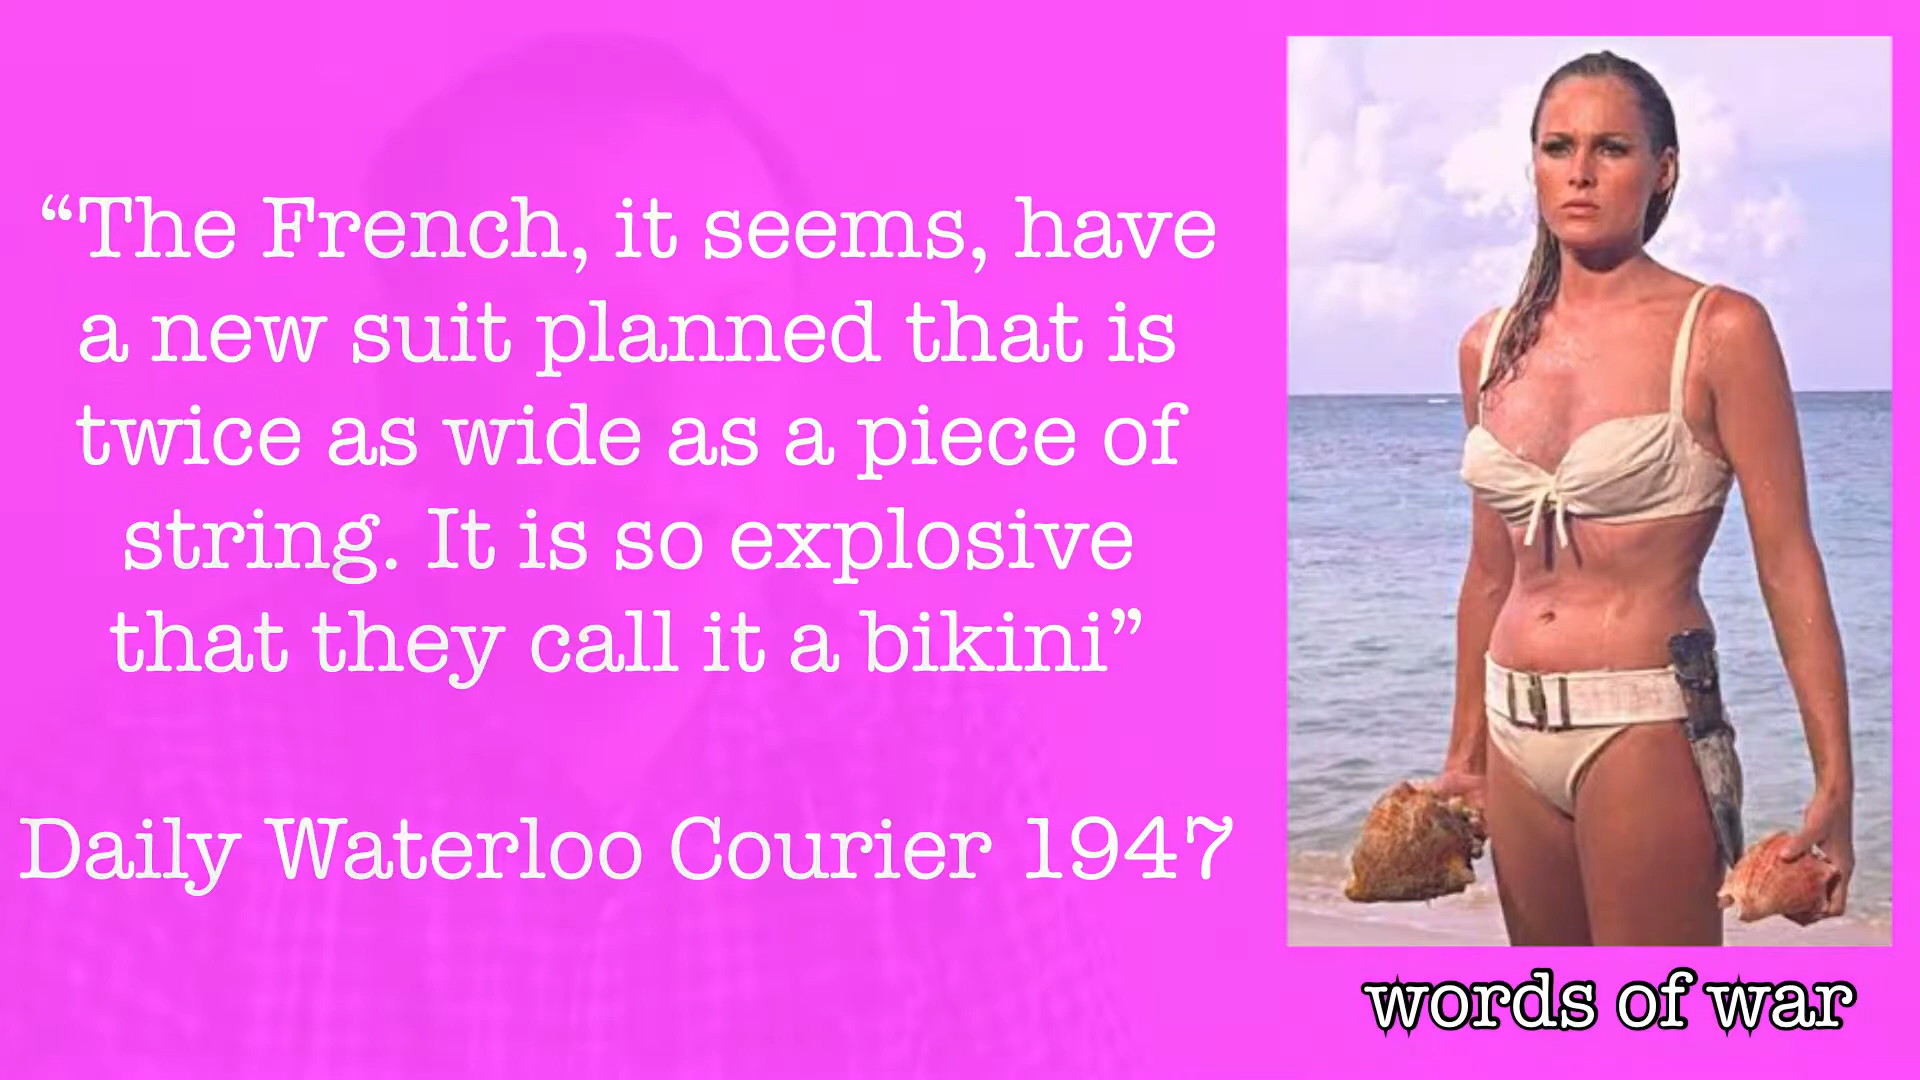 “The French, it seems, have
a new suit planned that is
twice as wide as a piece of
string. It is so explosive
that they call it a bikini”
Daily Waterloo Courier 1947
words of war